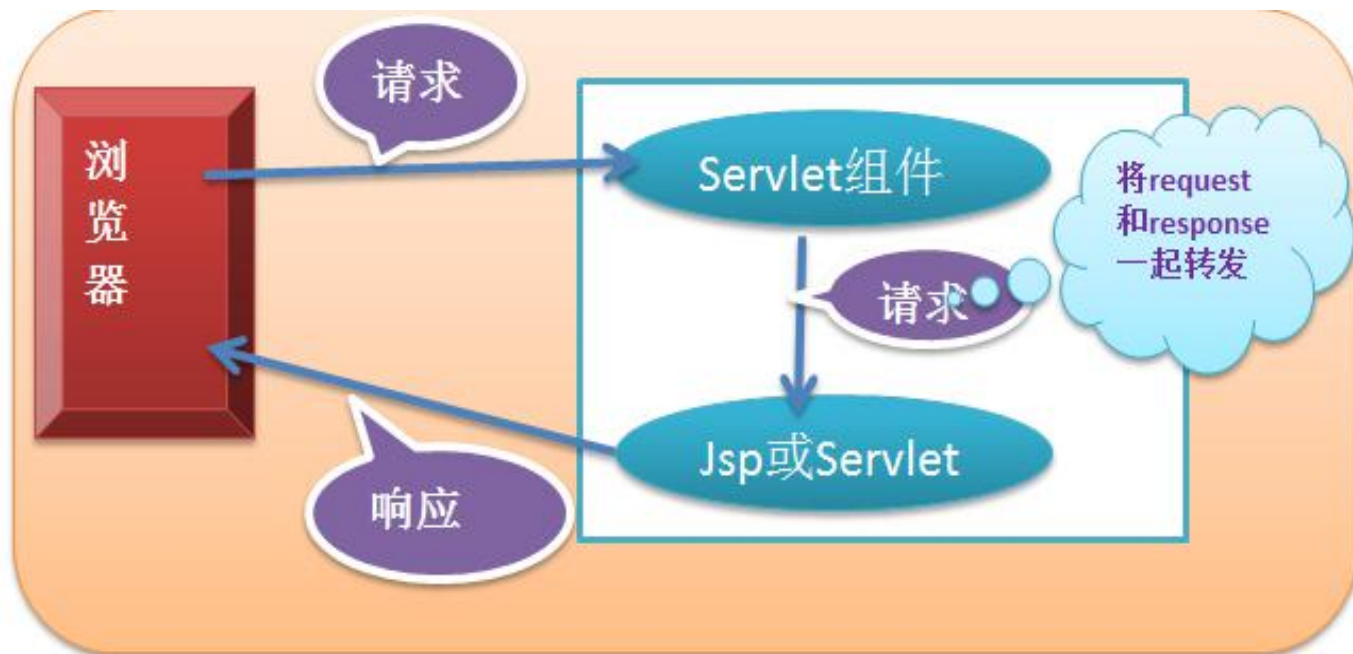 请求
浏
览
器
Servlet组件
将request
和response
一起转发
请求
Jsp或Servlet
响应